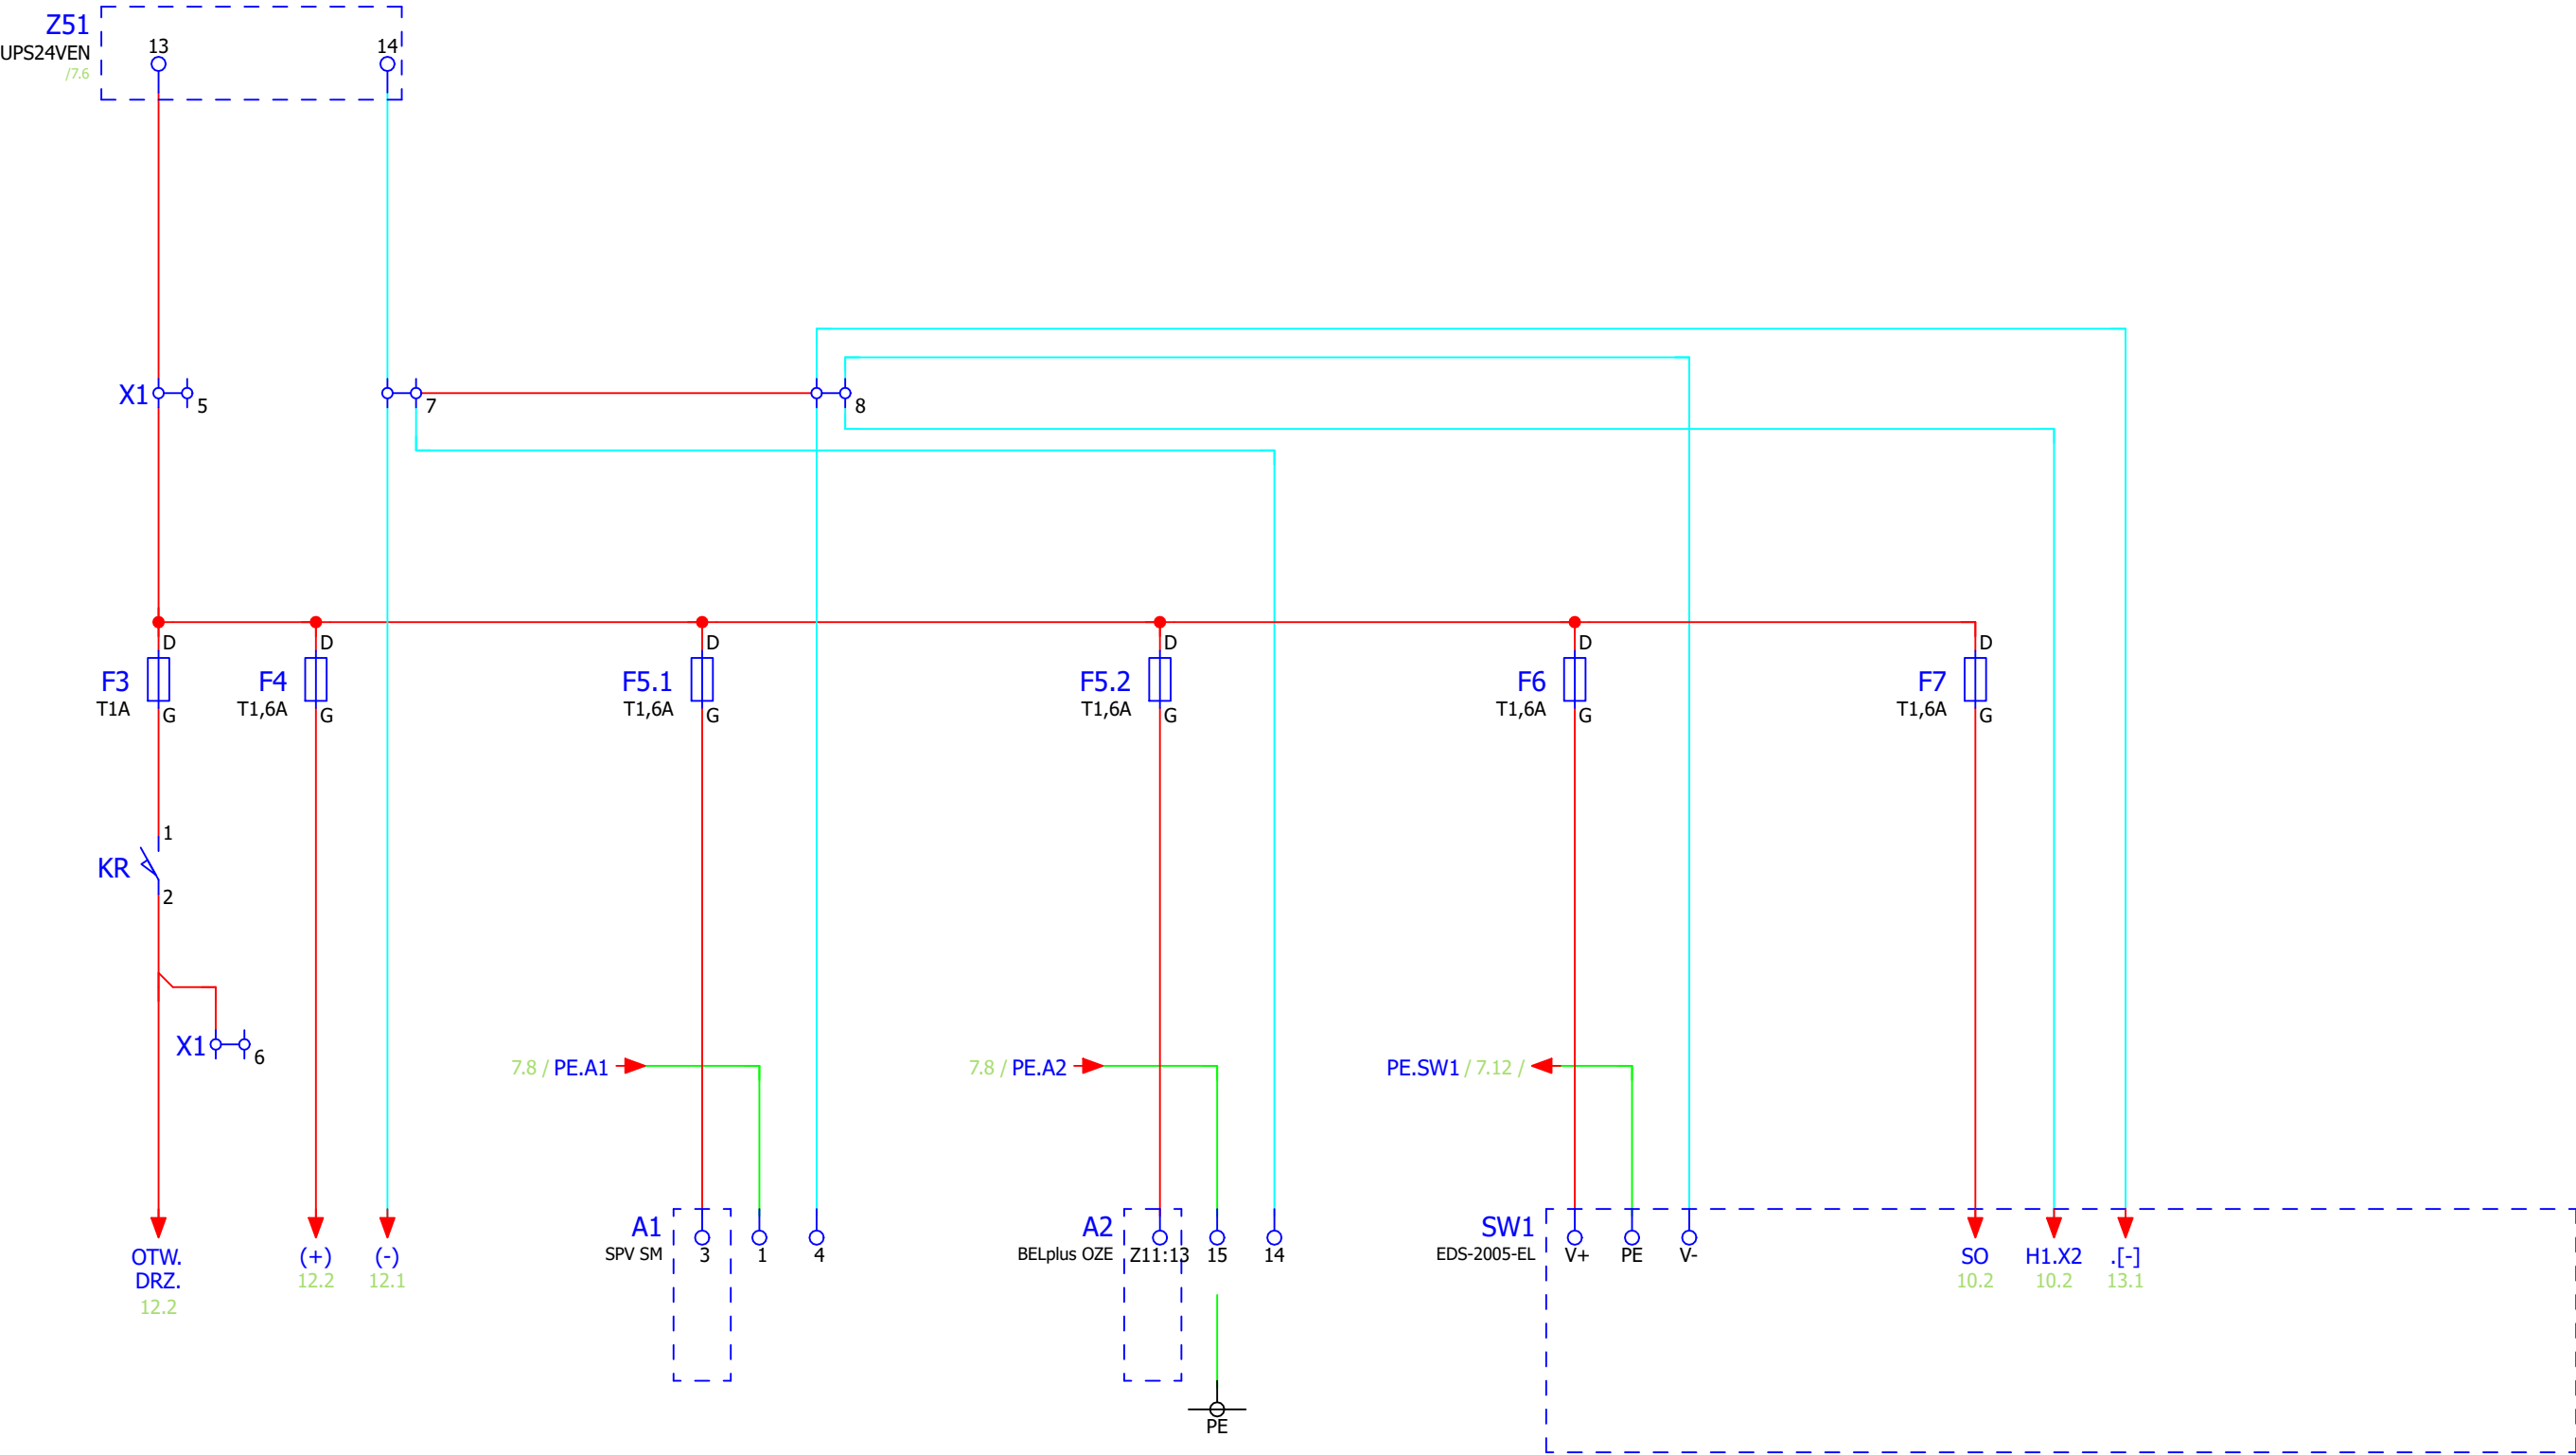 Z51
UPS24VEN
/7.6
13
14
X1
5
7
8
D
D
D
D
D
D
F3
T1A
G
F4
T1,6A
G
F5.1
T1,6A
G
F5.2
T1,6A
G
F6
T1,6A
G
F7
T1,6A
G
1
KR
2
X1
6
7.8 / PE.A1
7.8 / PE.A2
PE.SW1 / 7.12 /
OTW.
DRZ.
12.2
(+)
12.2
(-)
12.1
A1
SPV SM
3
1
4
A2
BELplus OZE
Z11:13
15
14
PE
SW1
EDS-2005-EL
V+
PE
V-
SO
10.2
H1.X2
10.2
.[-]
13.1